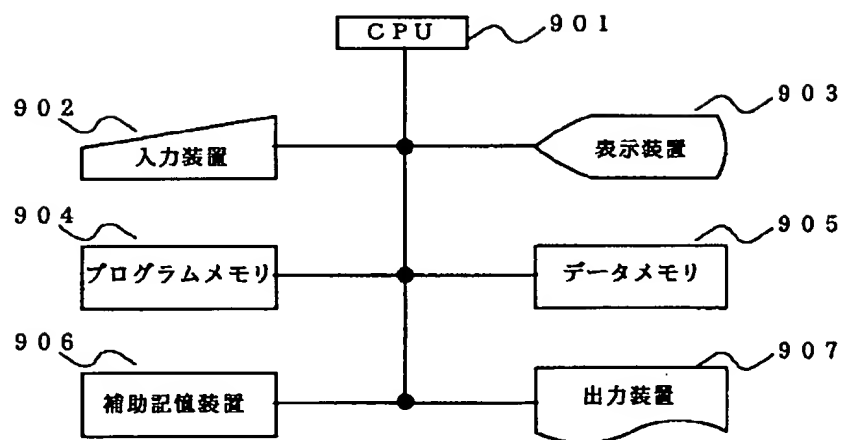 CPU
901
902
入力装置
903
表示装置
904
プログラムメモリ
905
データメモリ
906
補助記憶装置
907
出力装置